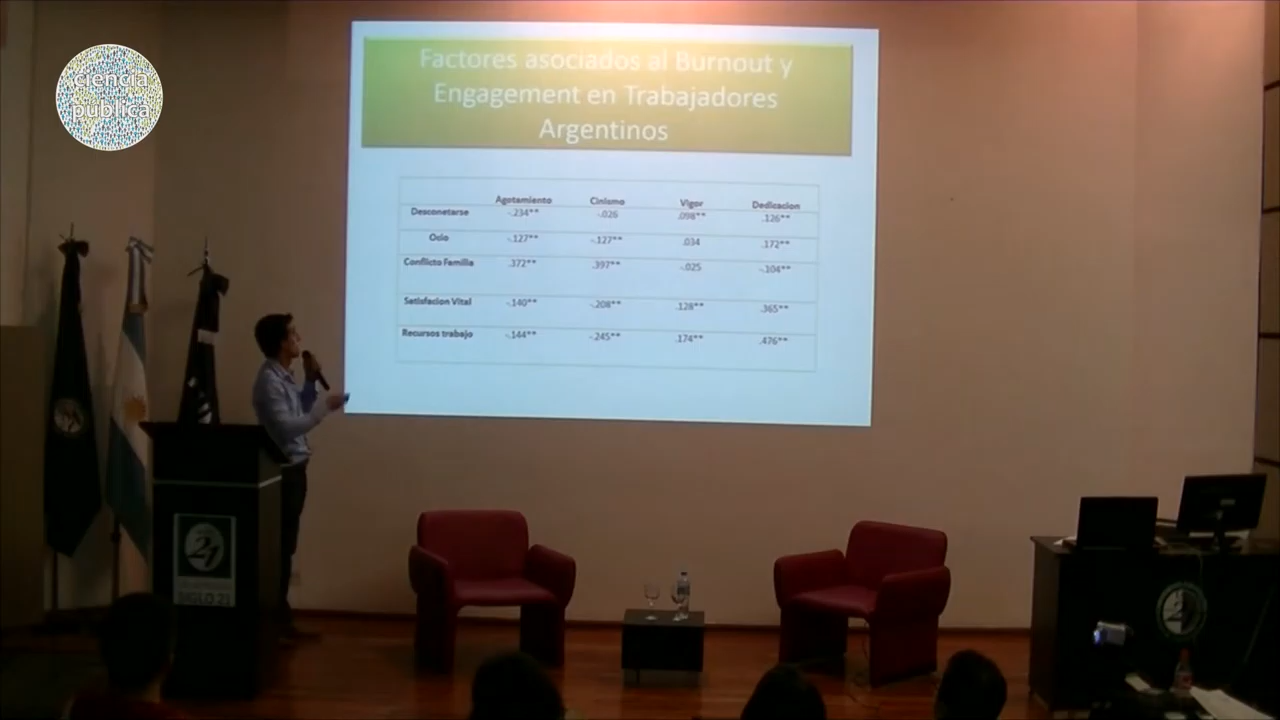 ciencia
pública
Factores asociados al Burnout y
Engagement en Trabajadores
Argentinos
Agotamiento Cinismo Vigor Dedicacion
Desconetarse -.234** -.026 .098** .126**
Ocio -.127** -.127** .034 .172**
Conflicto Familia .372** .397** -.025 -.104**
Satisfacion Vital -.140** -.208** .128** .365**
Recursos trabajo -.144** -.245** .174** .476**
21
SIGLO 21